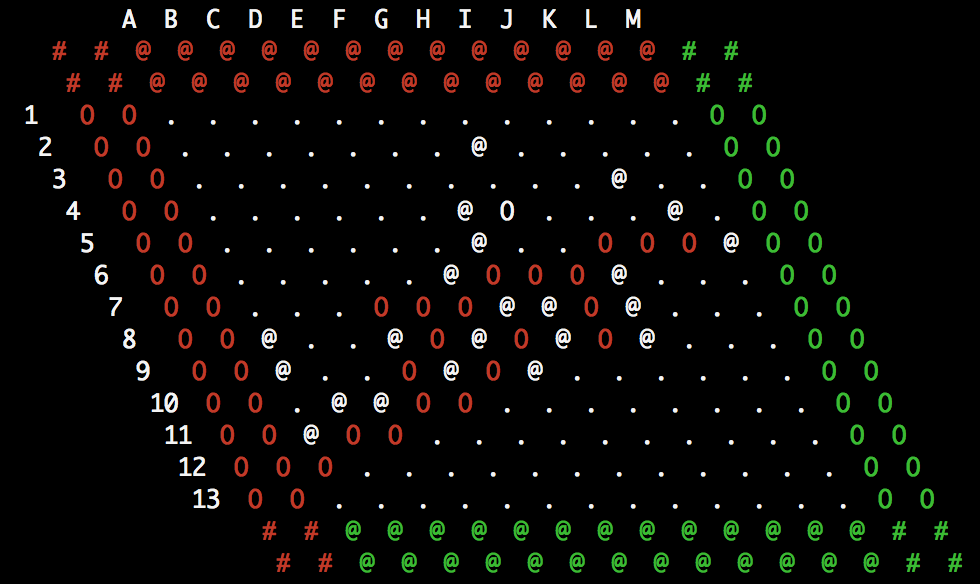 A B C D E F G H I J K L M
# # @ @ @ @ @ @ @ @ @ @ @ @ @ # #
# # @ @ @ @ @ @ @ @ @ @ @ @ @ # #
1 O O . . . . . . . . . . . . . O O
2 O O . . . . . . . @ . . . . . O O
3 O O . . . . . . . . . . @ . . O O
4 O O . . . . . . @ O . . . @ . O O
5 O O . . . . . . @ . . O O O @ O O
6 O O . . . . . @ O O O @ . . . O O
7 O O . . . O O O @ @ O @ . . . O O
8 O O @ . . @ O @ O @ O @ . . . O O
9 O O @ . . O @ O @ . . . . . . O O
10 O O . @ @ O O . . . . . . . . O O
11 O O @ O O . . . . . . . . . . O O
12 O O O . . . . . . . . . . . . O O
13 O O . . . . . . . . . . . . . O O
# # @ @ @ @ @ @ @ @ @ @ @ @ @ # #
# # @ @ @ @ @ @ @ @ @ @ @ @ @ # #